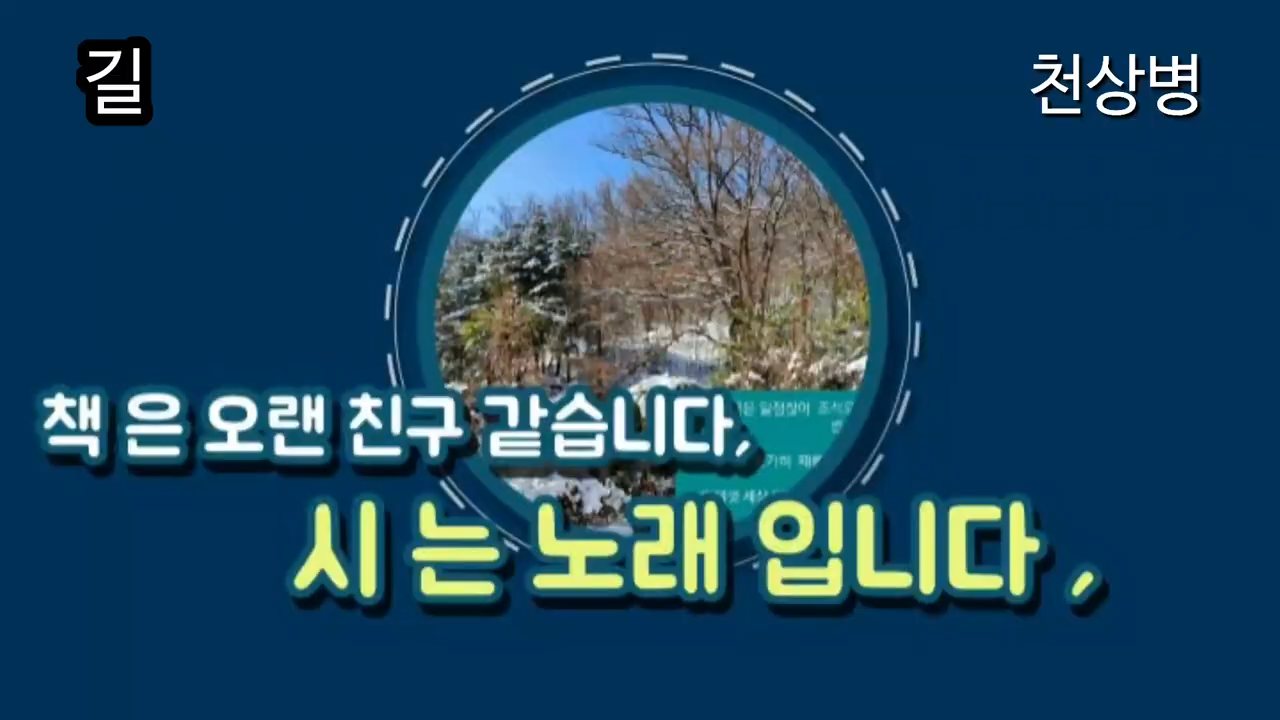 길
천상병
책 은 오랜 친구 같습니다,
시 는 노래 입니다 ,